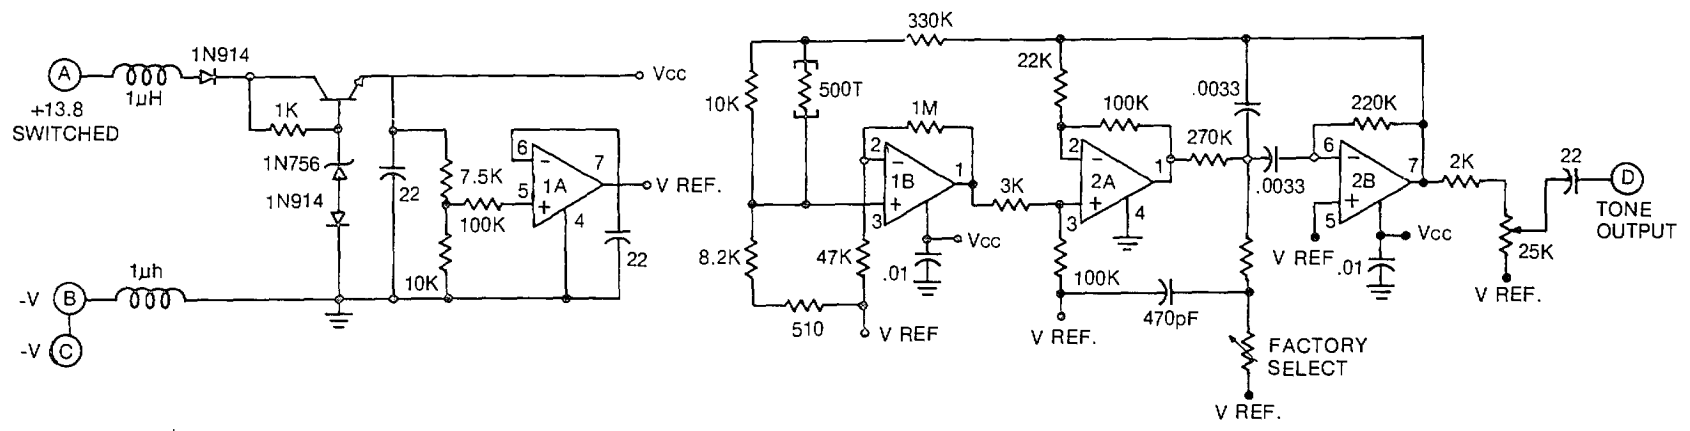 A
+13.8
SWITCHED
1µH
1N914
1K
1N756
1N914
22
7.5K
100K
10K
6
5
−
+
1A
7
4
22
Vcc
V REF.
-V
B
1µh
-V
C
330K
10K
500T
8.2K
510
1M
2
−
1B
+
3
1
47K
.01
Vcc
V REF
3K
22K
100K
2
−
2A
+
3
1
4
100K
V REF.
470pF
270K
.0033
.0033
FACTORY
SELECT
V REF.
220K
6
−
2B
+
5
7
V REF
.01
Vcc
2K
25K
V REF.
22
D
TONE
OUTPUT